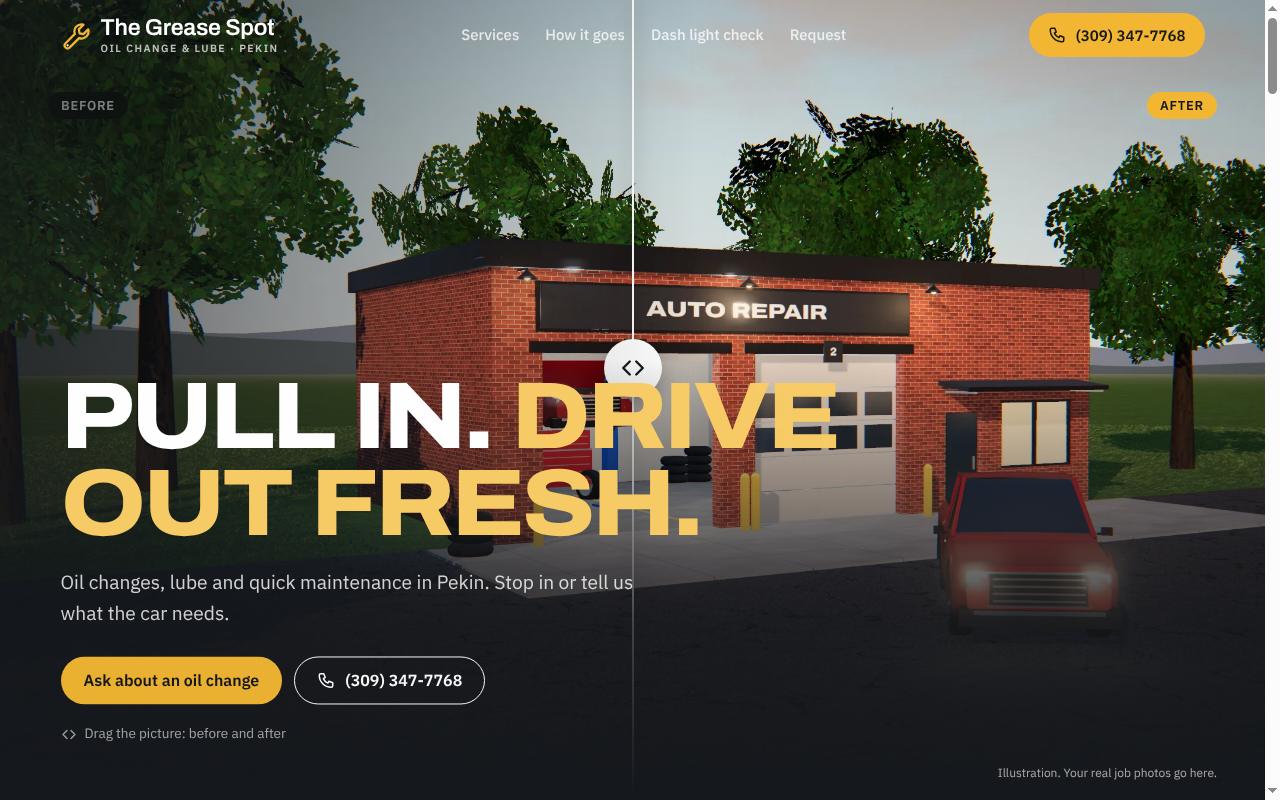 The Grease Spot
OIL CHANGE & LUBE · PEKIN
Services
How it goes
Dash light check
Request
(309) 347-7768
BEFORE
AFTER
AUTO REPAIR
2
PULL IN. DRIVE
OUT FRESH.
Oil changes, lube and quick maintenance in Pekin. Stop in or tell us
what the car needs.
Ask about an oil change
(309) 347-7768
Drag the picture: before and after
Illustration. Your real job photos go here.